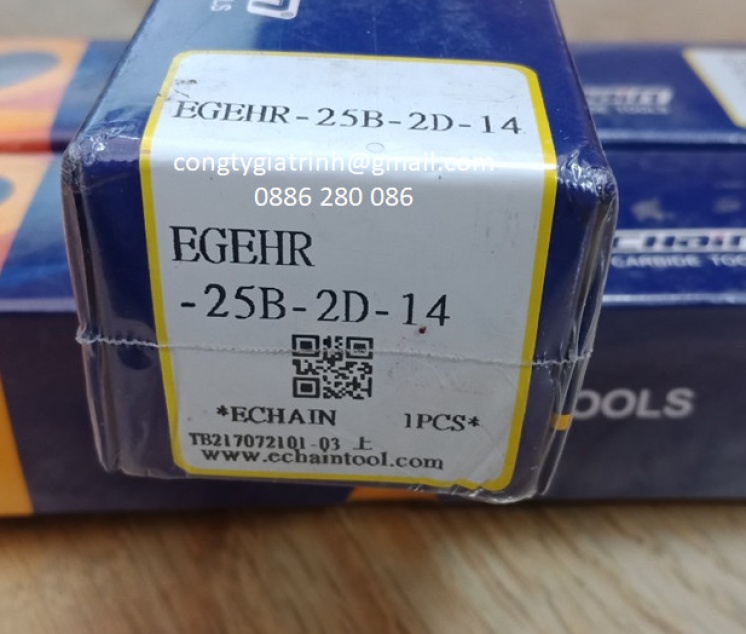 EGEHR-25B-2D-14
congtygiatrinh@gmail.com
0886 280 086
EGEHR
-25B-2D-14
*ECHAIN 1PCS*
TB217072101-03 上
www.echaintool.com
CARBIDE TOO
OOLS